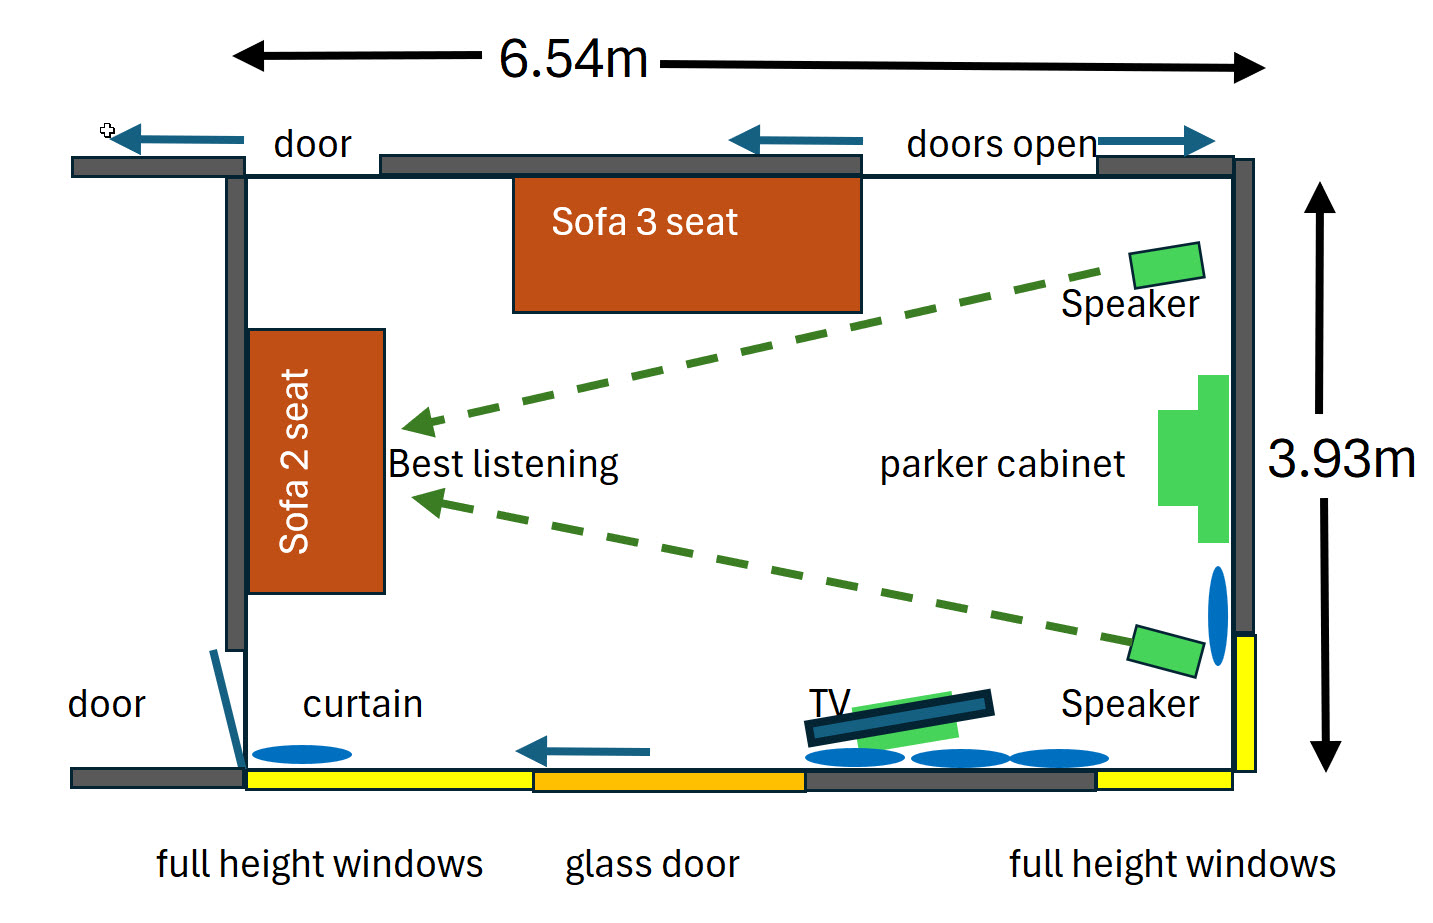 6.54m
door
doors open
Sofa 3 seat
Speaker
Sofa 2 seat
Best listening
parker cabinet
3.93m
door
curtain
TV
Speaker
full height windows
glass door
full height windows